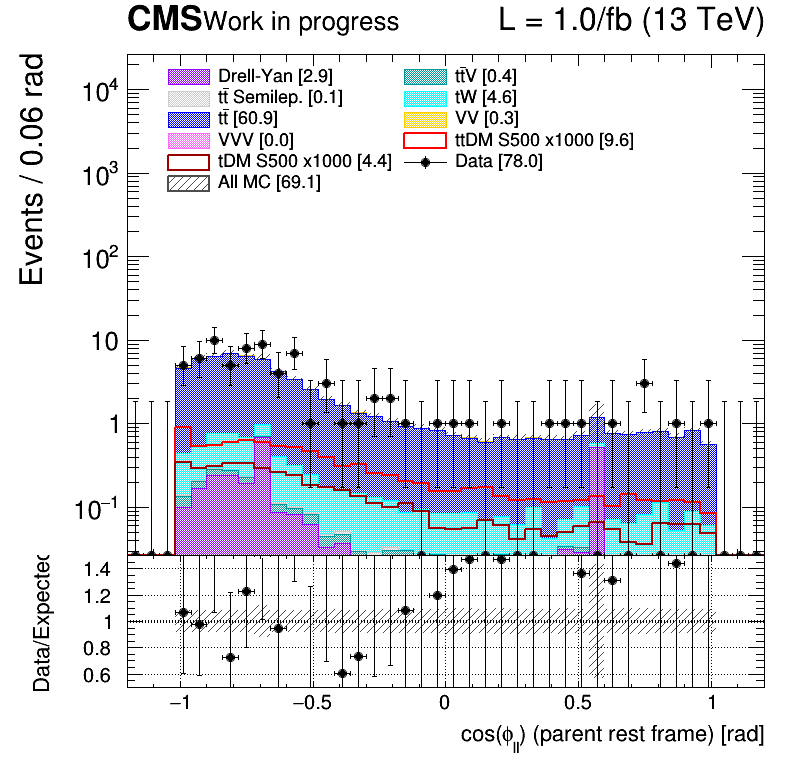 CMS Work in progress L = 1.0/fb (13 TeV)
Events / 0.06 rad
Drell-Yan [2.9] tt̄V [0.4]
tt̄ Semilep. [0.1] tW [4.6]
tt̄ [60.9] VV [0.3]
VVV [0.0] ttDM S500 x1000 [9.6]
tDM S500 x1000 [4.4] Data [78.0]
All MC [69.1]
10⁴
10³
10²
10
1
10⁻¹
Data/Expected
1.4
1.2
1
0.8
0.6
−1 −0.5 0 0.5 1
cos(ϕ_ll) (parent rest frame) [rad]